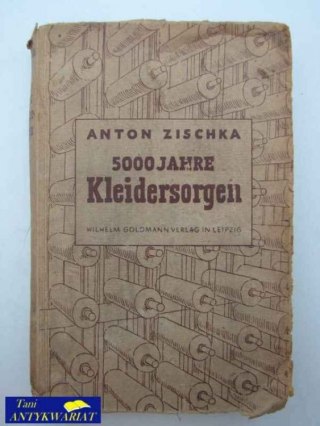 ANTON ZISCHKA
5000 JAHRE
Kleidersorgen
WILHELM GOLDMANN VERLAG IN LEIPZIG
Tani
ANTYKWARIAT